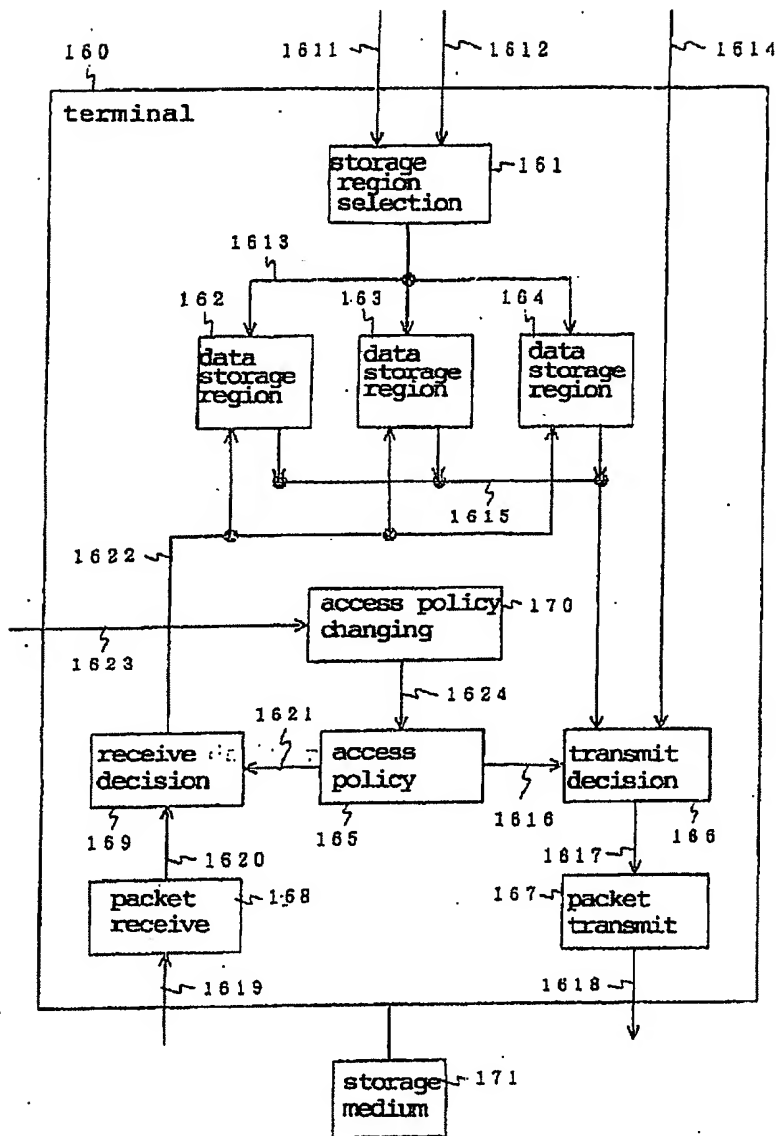 1611
1612
1614
160
terminal
storage
region
selection
161
1613
162
163
164
data
storage
region
data
storage
region
data
storage
region
1615
1622
access policy
changing
170
1623
1624
1621
receive
decision
access
policy
transmit
decision
1616
169
165
166
1620
1617
packet
receive
168
167
packet
transmit
1619
1618
storage
medium
171